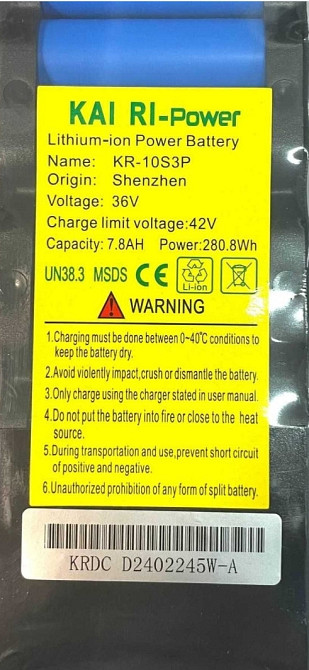 KAI RI-Power
Lithium-ion Power Battery
Name: KR-10S3P
Origin: Shenzhen
Voltage: 36V
Charge limit voltage:42V
Capacity: 7.8AH Power:280.8Wh
UN38.3 MSDS CE Li-ion
WARNING
1.Charging must be done between 0~40℃ conditions to
keep the battery dry.
2.Avoid violently impact,crush or dismantle the battery.
3.Only charge using the charger stated in user manual.
4.Do not put the battery into fire or close to the heat
source.
5.During transportation and use,prevent short circuit
of positive and negative.
6.Unauthorized prohibition of any form of split battery.
KRDC D2402245W-A